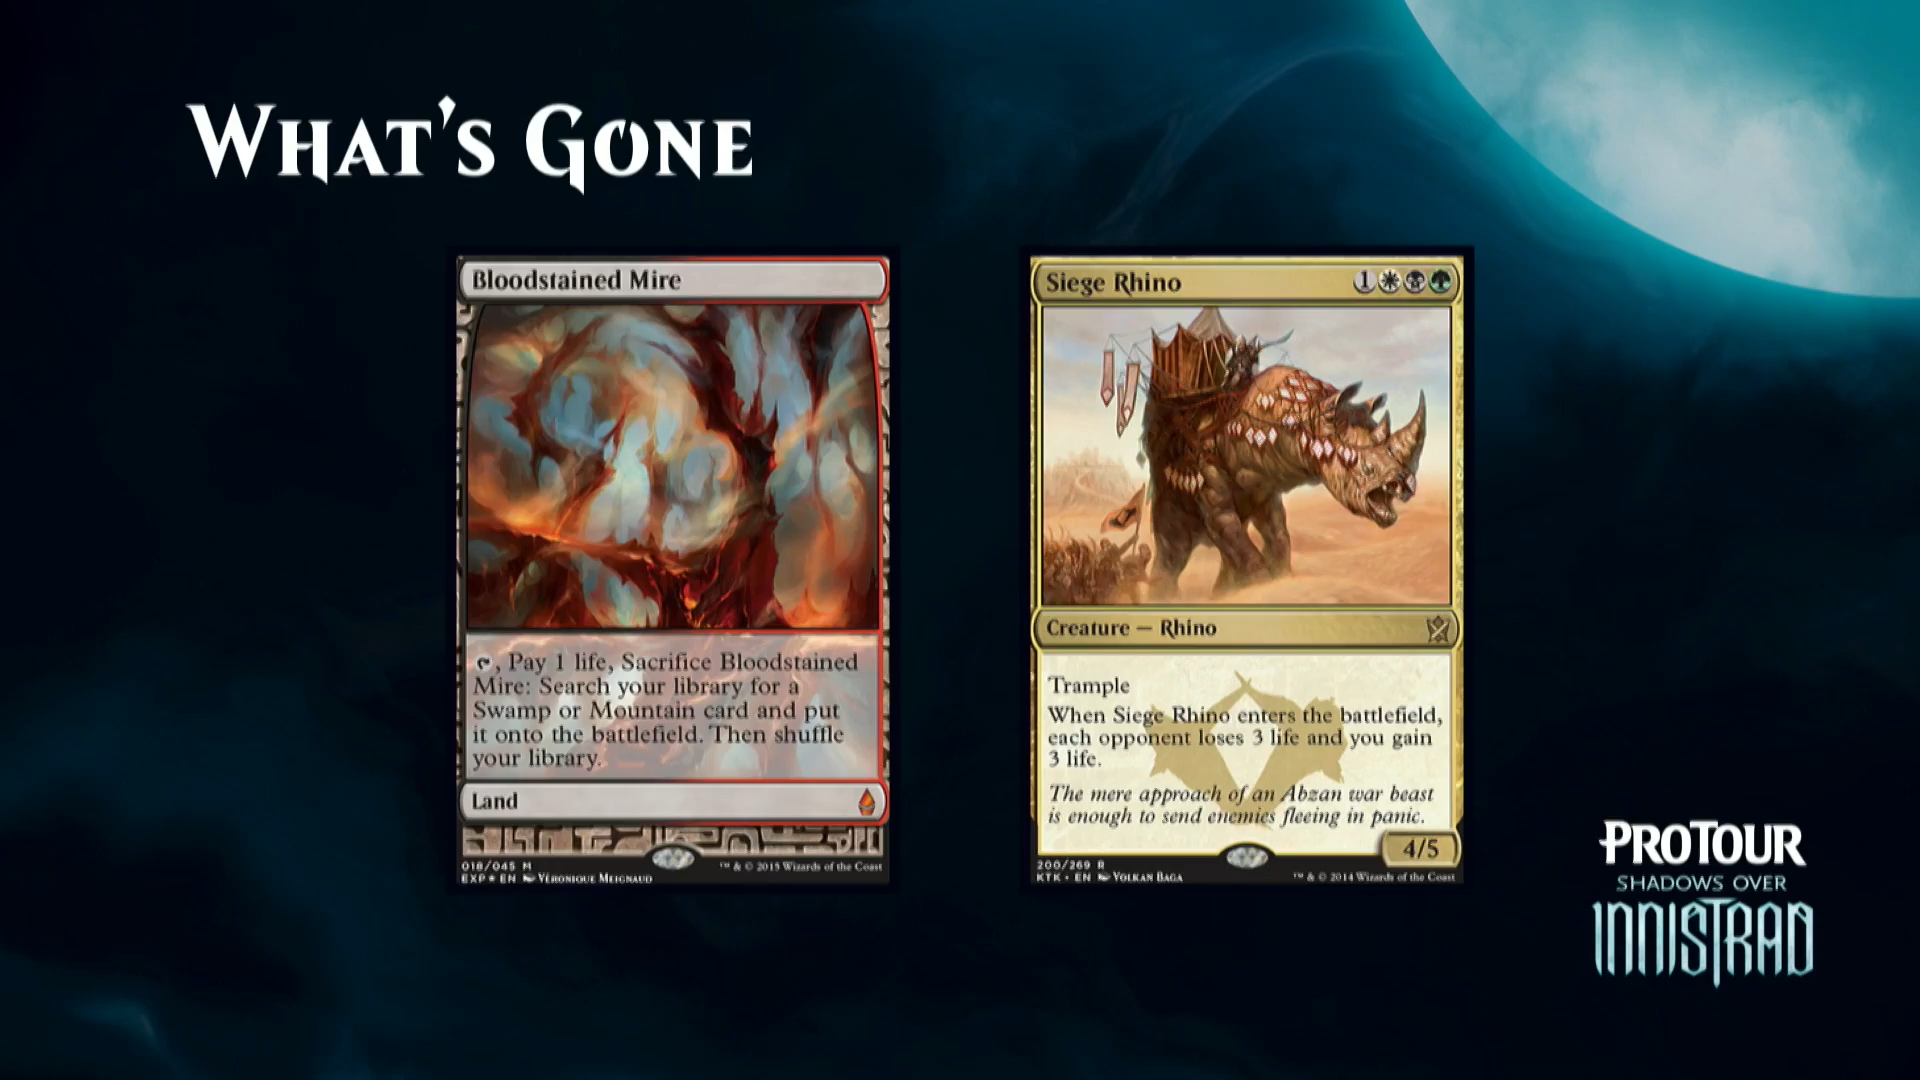 What's Gone
Bloodstained Mire
, Pay 1 life, Sacrifice Bloodstained
Mire: Search your library for a
Swamp or Mountain card and put
it onto the battlefield. Then shuffle
your library.
Land
018/045 M
EXP ★ EN Véronique Meignaud
™ & © 2015 Wizards of the Coast
Siege Rhino
1
Creature — Rhino
Trample
When Siege Rhino enters the battlefield,
each opponent loses 3 life and you gain
3 life.
The mere approach of an Abzan war beast
is enough to send enemies fleeing in panic.
4/5
200/269 R
KTK • EN Volkan Baga
™ & © 2014 Wizards of the Coast
PRO TOUR
SHADOWS OVER
INNISTRAD